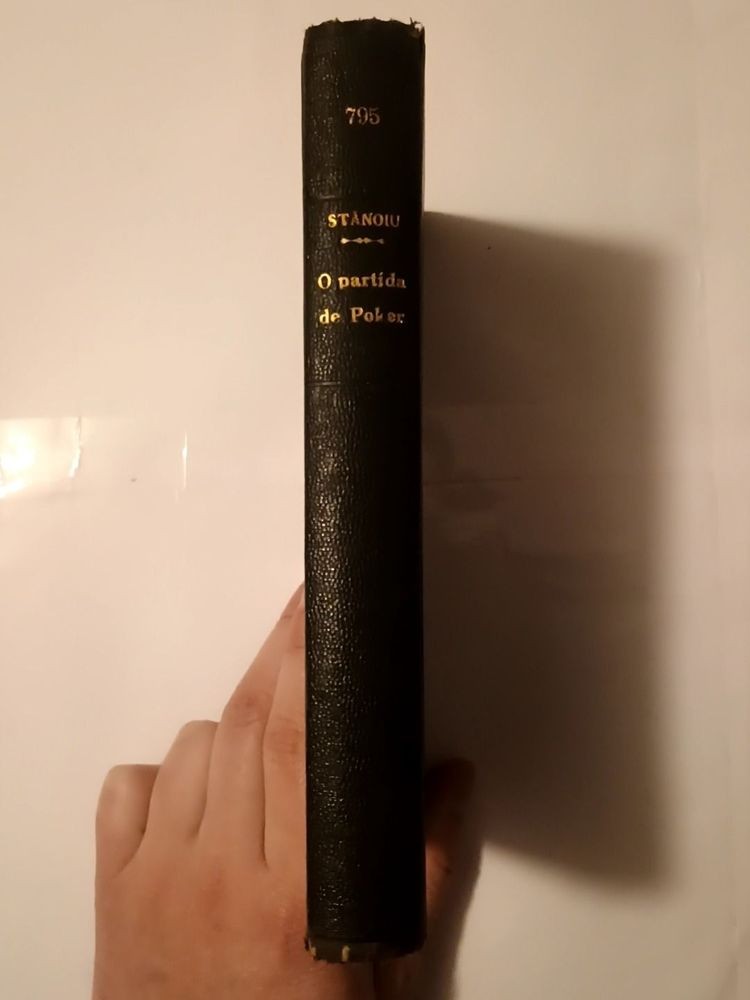 795
STĂNOIU
O partida
de Poker